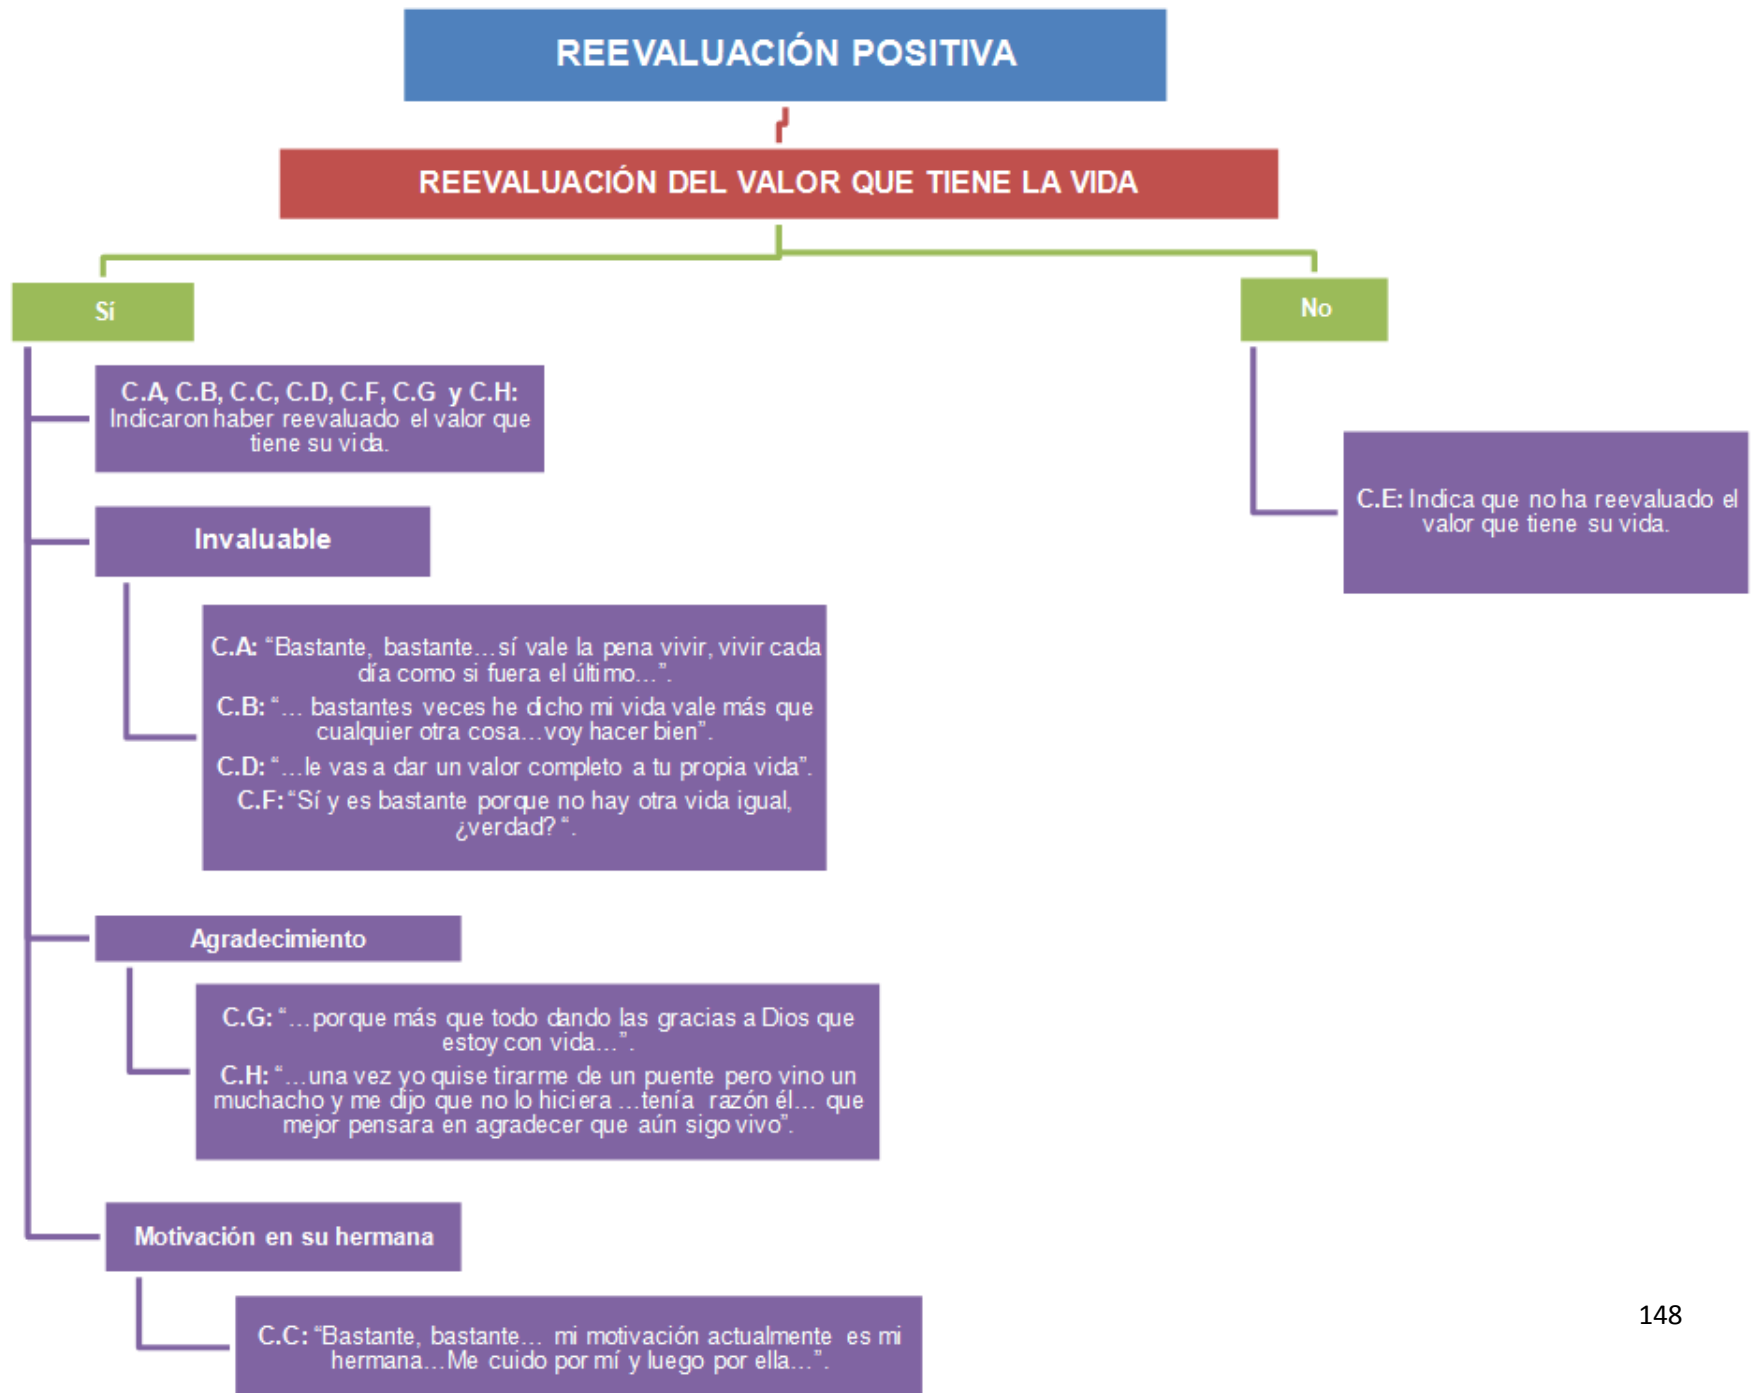 REEVALUACIÓN POSITIVA
REEVALUACIÓN DEL VALOR QUE TIENE LA VIDA
Sí
No
C.A, C.B, C.C, C.D, C.F, C.G y C.H:
Indicaron haber reevaluado el valor que
tiene su vida.
C.E: Indica que no ha reevaluado el
valor que tiene su vida.
Invaluable
C.A: “Bastante, bastante…sí vale la pena vivir, vivir cada
día como si fuera el último…”.
C.B: “… bastantes veces he dicho mi vida vale más que
cualquier otra cosa…voy hacer bien”.
C.D: “…le vas a dar un valor completo a tu propia vida”.
C.F: “Sí y es bastante porque no hay otra vida igual,
¿verdad? “.
Agradecimiento
C.G: “…porque más que todo dando las gracias a Dios que
estoy con vida…”.
C.H: “…una vez yo quise tirarme de un puente pero vino un
muchacho y me dijo que no lo hiciera …tenía razón él… que
mejor pensara en agradecer que aún sigo vivo”.
Motivación en su hermana
C.C: “Bastante, bastante… mi motivación actualmente es mi
hermana…Me cuido por mí y luego por ella…”.
148